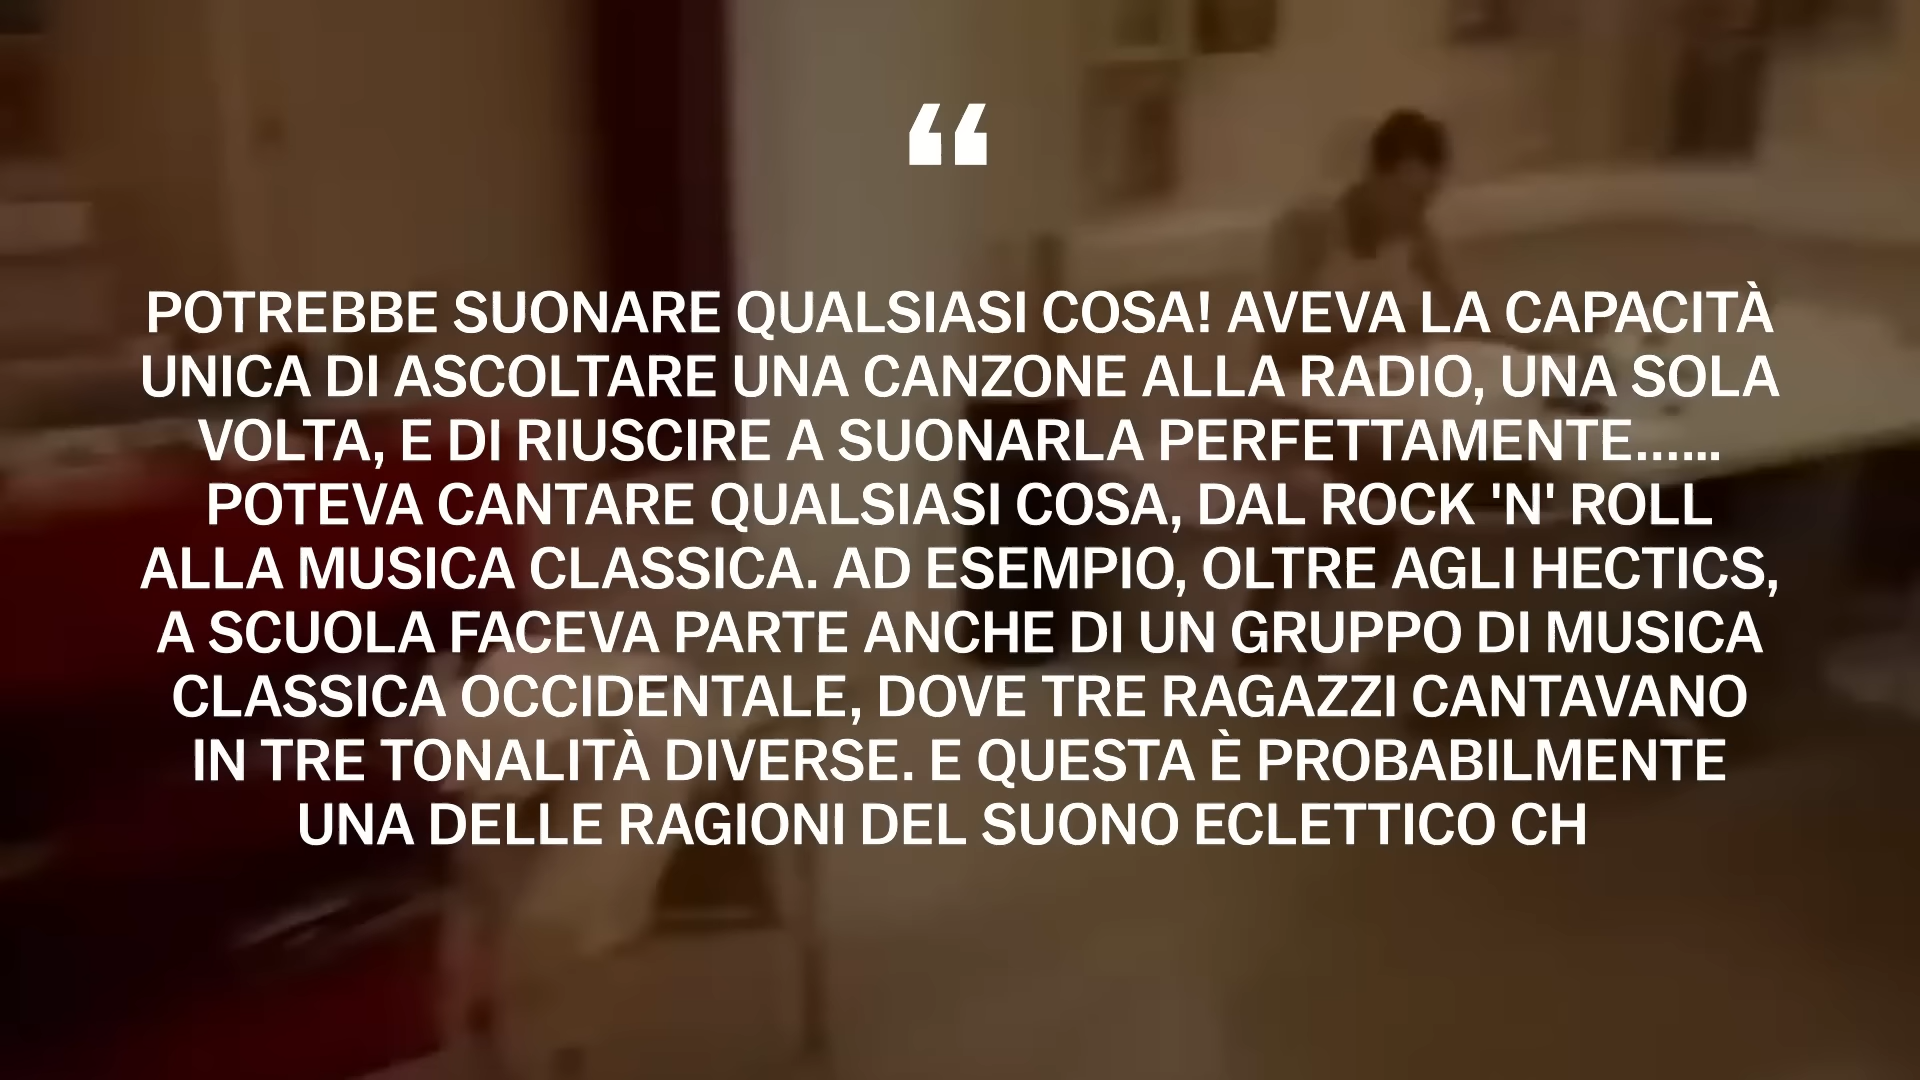 “
POTREBBE SUONARE QUALSIASI COSA! AVEVA LA CAPACITÀ
UNICA DI ASCOLTARE UNA CANZONE ALLA RADIO, UNA SOLA
VOLTA, E DI RIUSCIRE A SUONARLA PERFETTAMENTE......
POTEVA CANTARE QUALSIASI COSA, DAL ROCK 'N' ROLL
ALLA MUSICA CLASSICA. AD ESEMPIO, OLTRE AGLI HECTICS,
A SCUOLA FACEVA PARTE ANCHE DI UN GRUPPO DI MUSICA
CLASSICA OCCIDENTALE, DOVE TRE RAGAZZI CANTAVANO
IN TRE TONALITÀ DIVERSE. E QUESTA È PROBABILMENTE
UNA DELLE RAGIONI DEL SUONO ECLETTICO CH